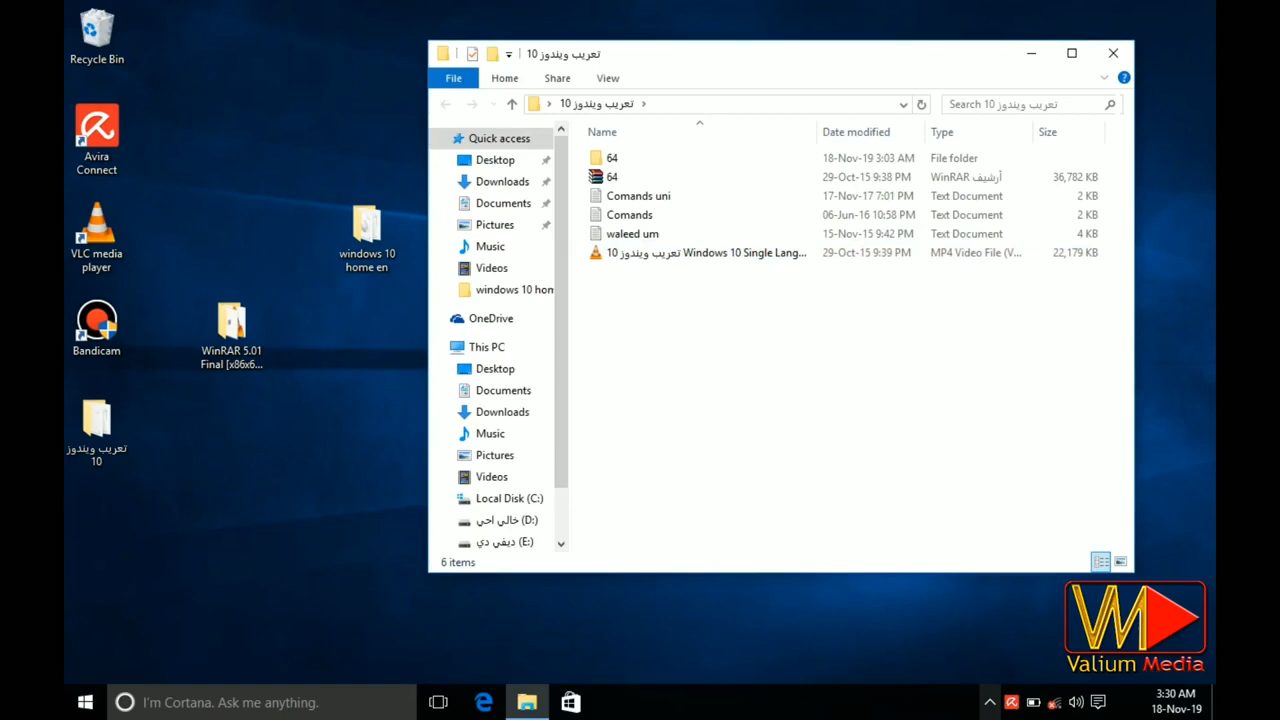 Recycle Bin
Avira
Connect
VLC media
player
Bandicam
تعريب ويندوز
10
windows 10
home en
WinRAR 5.01
Final [x86x6...
تعريب ويندوز 10
File
Home
Share
View
تعريب ويندوز 10
Search تعريب ويندوز 10
Name
Date modified
Type
Size
64
18-Nov-19 3:03 AM
File folder
64
29-Oct-15 9:38 PM
أرشيف WinRAR
36,782 KB
Comands uni
17-Nov-17 7:01 PM
Text Document
2 KB
Comands
06-Jun-16 10:58 PM
Text Document
2 KB
waleed um
15-Nov-15 9:42 PM
Text Document
4 KB
تعريب ويندوز 10 Windows 10 Single Lang...
29-Oct-15 9:39 PM
MP4 Video File (V...
22,179 KB
Quick access
Desktop
Downloads
Documents
Pictures
Music
Videos
windows 10 hom
OneDrive
This PC
Desktop
Documents
Downloads
Music
Pictures
Videos
Local Disk (C:)
خالي احي (D:)
ديفي دي (E:)
6 items
VM
Valium Media
I'm Cortana. Ask me anything.
3:30 AM
18-Nov-19